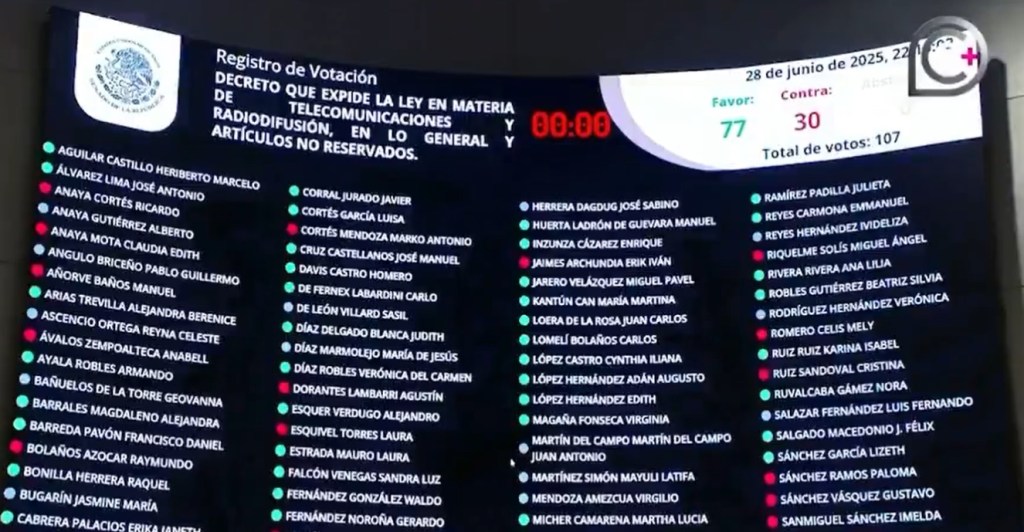 Registro de Votación
DECRETO QUE EXPIDE LA LEY EN MATERIA
DE TELECOMUNICACIONES Y
RADIODIFUSIÓN, EN LO GENERAL Y
ARTÍCULOS NO RESERVADOS.
00:00
28 de junio de 2025,
Favor:
77
Contra:
30
Total de votos: 107
C+
AGUILAR CASTILLO HERIBERTO MARCELO
ÁLVAREZ LIMA JOSÉ ANTONIO
ANAYA CORTÉS RICARDO
ANAYA GUTIÉRREZ ALBERTO
ANAYA MOTA CLAUDIA EDITH
ANGULO BRICEÑO PABLO GUILLERMO
AÑORVE BAÑOS MANUEL
ARIAS TREVILLA ALEJANDRA BERENICE
ASCENCIO ORTEGA REYNA CELESTE
ÁVALOS ZEMPOALTECA ANABELL
AYALA ROBLES ARMANDO
BAÑUELOS DE LA TORRE GEOVANNA
BARRALES MAGDALENO ALEJANDRA
BARREDA PAVÓN FRANCISCO DANIEL
BOLAÑOS AZOCAR RAYMUNDO
BONILLA HERRERA RAQUEL
BUGARÍN JASMINE MARÍA
CABRERA PALACIOS ERIKA JANETH
CORRAL JURADO JAVIER
CORTÉS GARCÍA LUISA
CORTÉS MENDOZA MARKO ANTONIO
CRUZ CASTELLANOS JOSÉ MANUEL
DAVIS CASTRO HOMERO
DE FERNEX LABARDINI CARLO
DE LEÓN VILLARD SASIL
DÍAZ DELGADO BLANCA JUDITH
DÍAZ MARMOLEJO MARÍA DE JESÚS
DÍAZ ROBLES VERÓNICA DEL CARMEN
DORANTES LAMBARRI AGUSTÍN
ESQUER VERDUGO ALEJANDRO
ESQUIVEL TORRES LAURA
ESTRADA MAURO LAURA
FALCÓN VENEGAS SANDRA LUZ
FERNÁNDEZ GONZÁLEZ WALDO
FERNÁNDEZ NOROÑA GERARDO
HERRERA DAGDUG JOSÉ SABINO
HUERTA LADRÓN DE GUEVARA MANUEL
INZUNZA CÁZAREZ ENRIQUE
JAIMES ARCHUNDIA ERIK IVÁN
JARERO VELÁZQUEZ MIGUEL PAVEL
KANTÚN CAN MARÍA MARTINA
LOERA DE LA ROSA JUAN CARLOS
LOMELÍ BOLAÑOS CARLOS
LÓPEZ CASTRO CYNTHIA ILIANA
LÓPEZ HERNÁNDEZ ADÁN AUGUSTO
LÓPEZ HERNÁNDEZ EDITH
MAGAÑA FONSECA VIRGINIA
MARTÍN DEL CAMPO MARTÍN DEL CAMPO
JUAN ANTONIO
MARTÍNEZ SIMÓN MAYULI LATIFA
MENDOZA AMEZCUA VIRGILIO
MICHER CAMARENA MARTHA LUCIA
RAMÍREZ PADILLA JULIETA
REYES CARMONA EMMANUEL
REYES HERNÁNDEZ IVIDELIZA
RIQUELME SOLÍS MIGUEL ÁNGEL
RIVERA RIVERA ANA LILIA
ROBLES GUTIÉRREZ BEATRIZ SILVIA
RODRÍGUEZ HERNÁNDEZ VERÓNICA
ROMERO CELIS MELY
RUIZ RUIZ KARINA ISABEL
RUIZ SANDOVAL CRISTINA
RUVALCABA GÁMEZ NORA
SALAZAR FERNÁNDEZ LUIS FERNANDO
SALGADO MACEDONIO J. FÉLIX
SÁNCHEZ GARCÍA LIZETH
SÁNCHEZ RAMOS PALOMA
SÁNCHEZ VÁSQUEZ GUSTAVO
SANMIGUEL SÁNCHEZ IMELDA